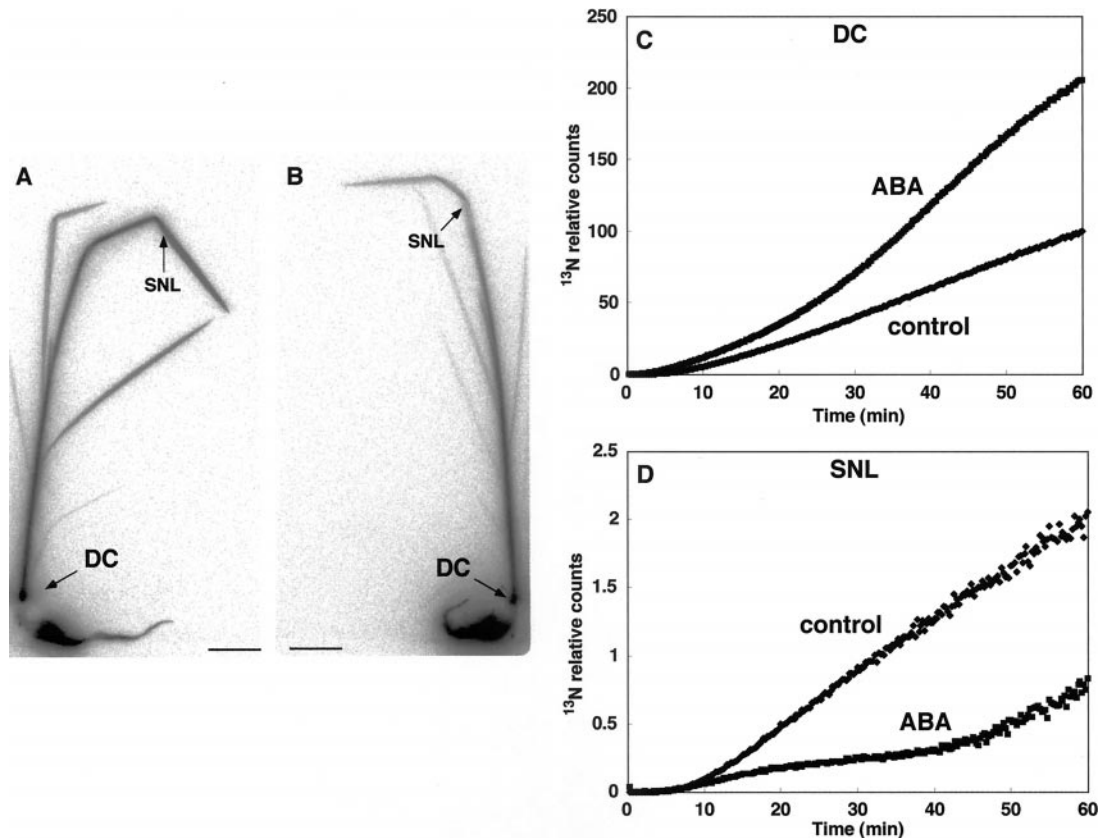 A
SNL
DC
B
SNL
DC
C
DC
250
200
150
100
50
0
¹³N relative counts
ABA
control
0 10 20 30 40 50 60
Time (min)
D
SNL
2.5
2
1.5
1
0.5
0
¹³N relative counts
control
ABA
0 10 20 30 40 50 60
Time (min)